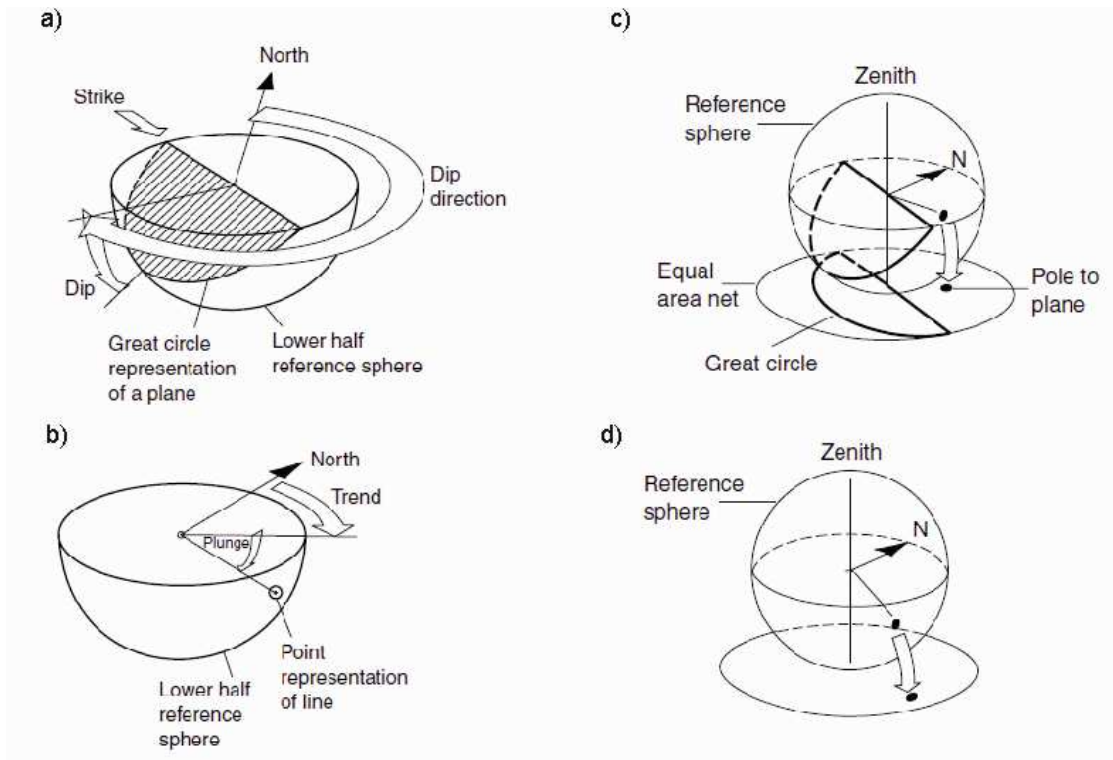 a)
North
Strike
Dip
direction
Dip
Great circle
representation
of a plane
Lower half
reference sphere
b)
North
Trend
Plunge
Point
representation
of line
Lower half
reference
sphere
c)
Zenith
Reference
sphere
N
Equal
area net
Pole to
plane
Great circle
d)
Zenith
Reference
sphere
N